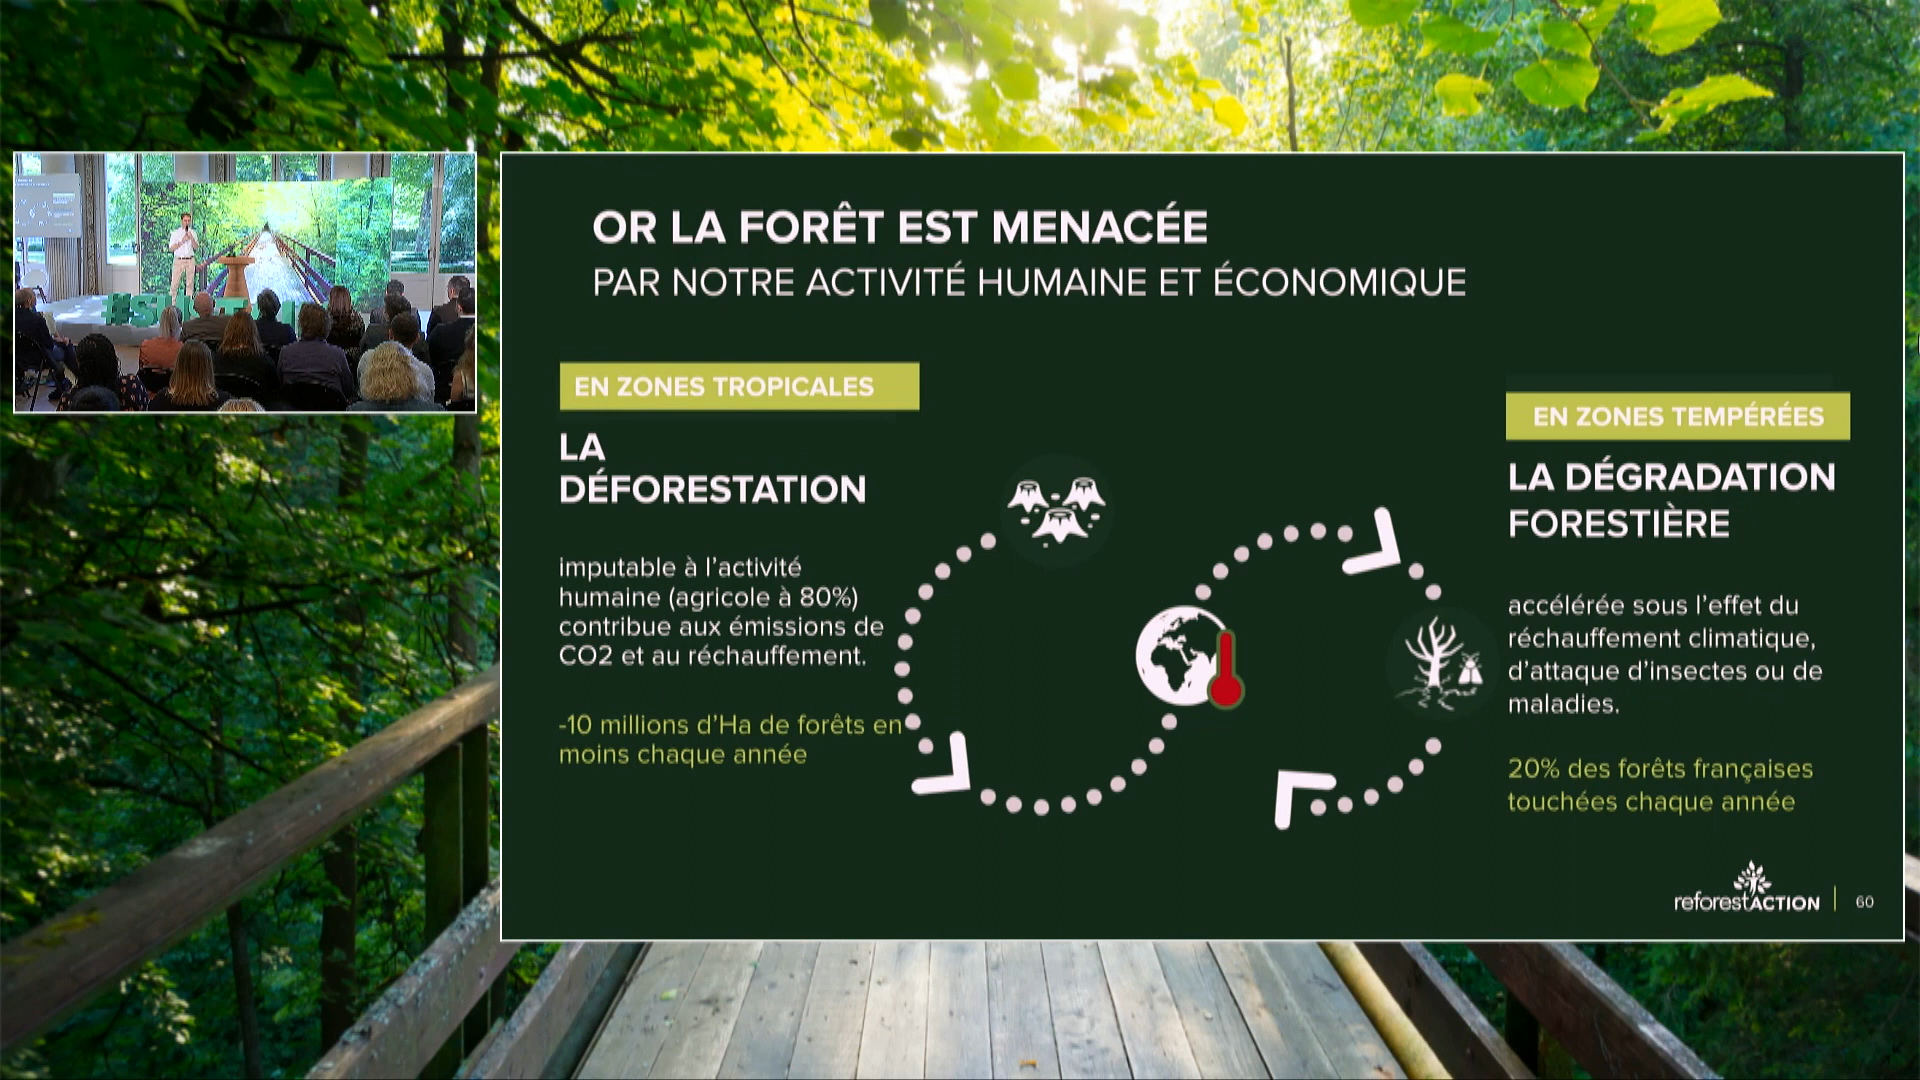 OR LA FORÊT EST MENACÉE
PAR NOTRE ACTIVITÉ HUMAINE ET ÉCONOMIQUE
EN ZONES TROPICALES
LA
DÉFORESTATION
imputable à l'activité
humaine (agricole à 80%)
contribue aux émissions de
CO2 et au réchauffement.
-10 millions d'Ha de forêts en
moins chaque année
EN ZONES TEMPÉRÉES
LA DÉGRADATION
FORESTIÈRE
accélérée sous l'effet du
réchauffement climatique,
d'attaque d'insectes ou de
maladies.
20% des forêts françaises
touchées chaque année
reforestACTION
60